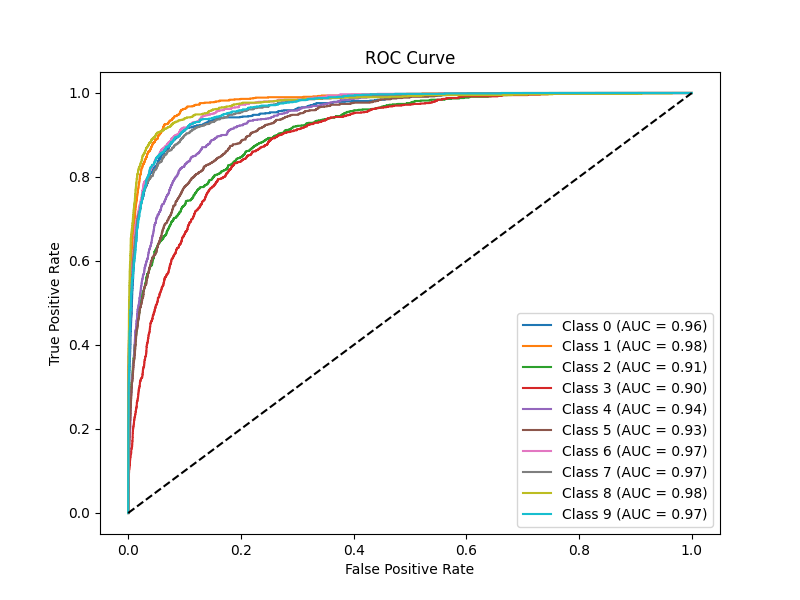 ROC Curve
True Positive Rate
1.0
0.8
0.6
0.4
0.2
0.0
Class 0 (AUC = 0.96)
Class 1 (AUC = 0.98)
Class 2 (AUC = 0.91)
Class 3 (AUC = 0.90)
Class 4 (AUC = 0.94)
Class 5 (AUC = 0.93)
Class 6 (AUC = 0.97)
Class 7 (AUC = 0.97)
Class 8 (AUC = 0.98)
Class 9 (AUC = 0.97)
0.0 0.2 0.4 0.6 0.8 1.0
False Positive Rate